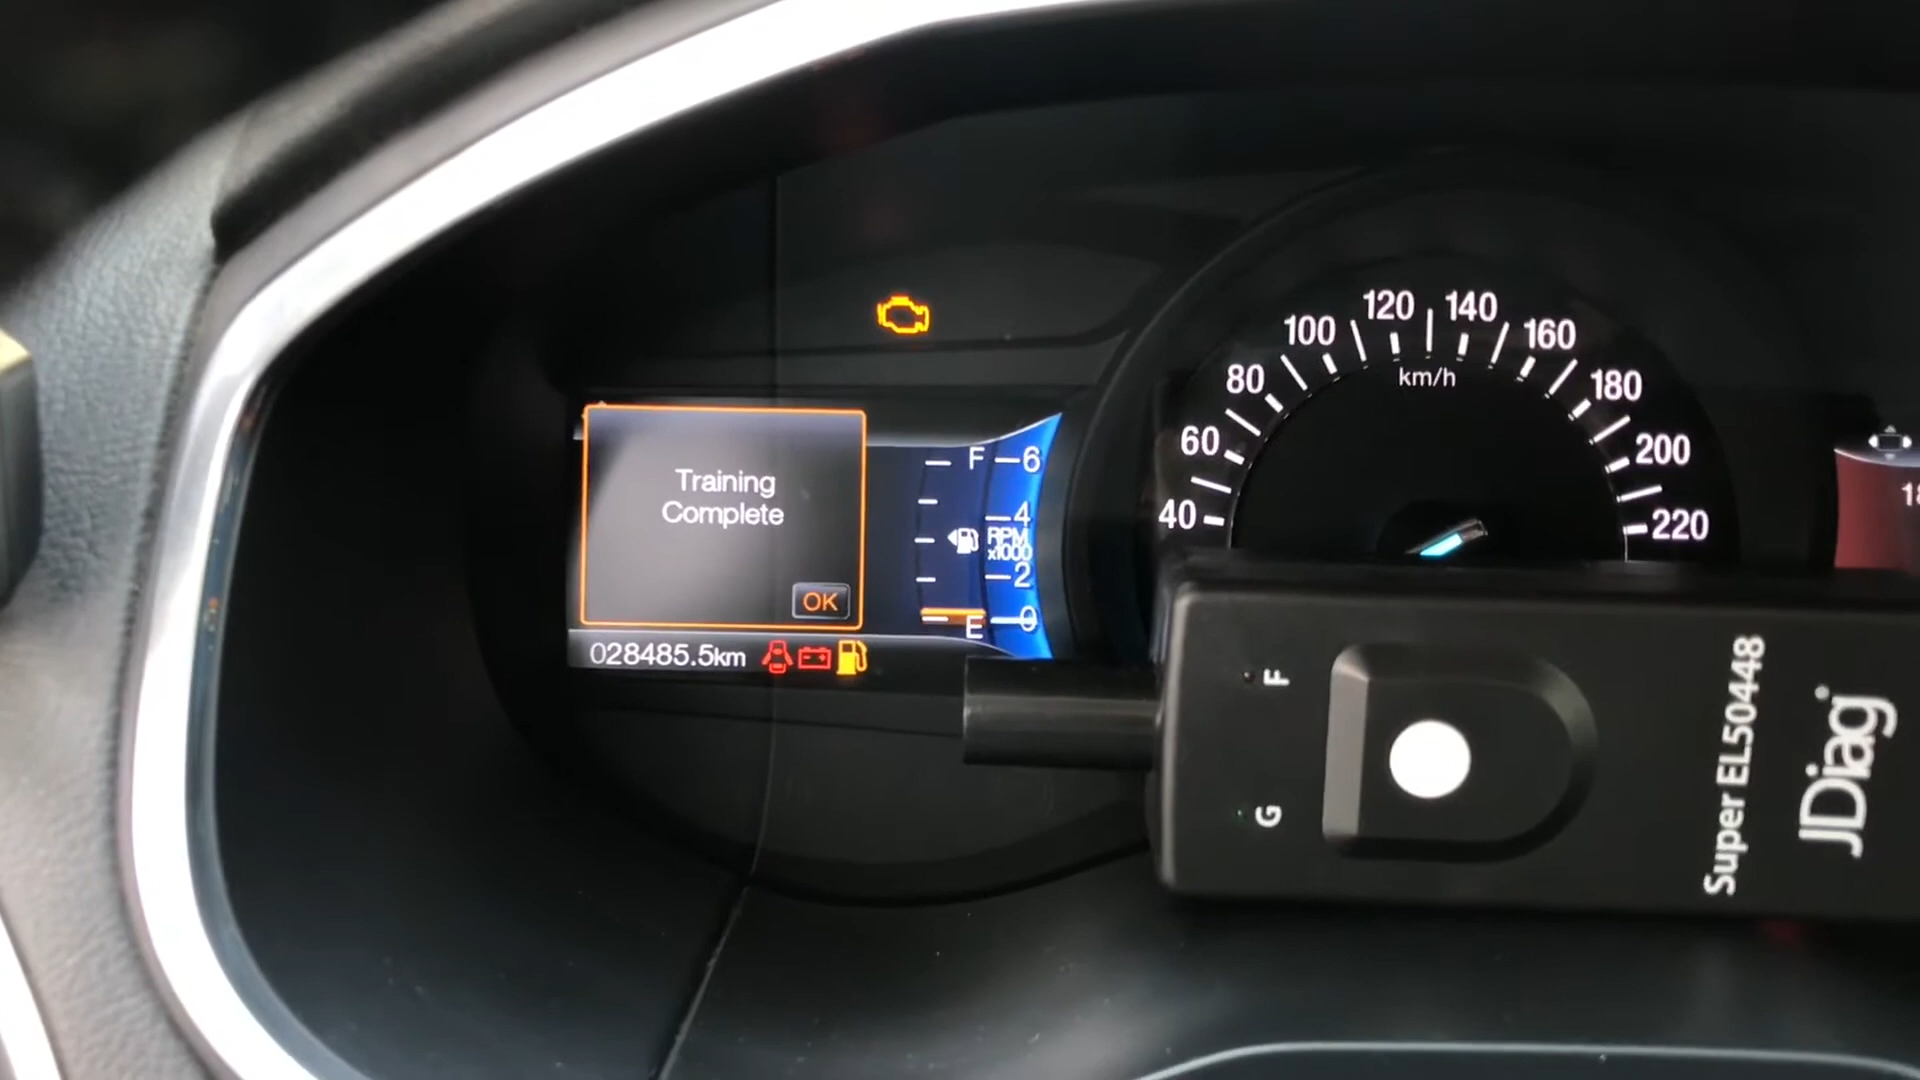 Training
Complete
OK
028485.5km
F
E
6
4
RPM
x1000
2
0
40
60
80
100
120
140
160
180
200
220
km/h
F
G
Super EL50448
JDiag